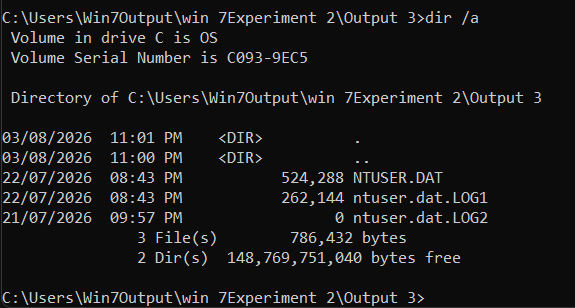 C:\Users\Win7Output\win 7Experiment 2\Output 3>dir /a
 Volume in drive C is OS
 Volume Serial Number is C093-9EC5

 Directory of C:\Users\Win7Output\win 7Experiment 2\Output 3

03/08/2026  11:01 PM    <DIR>          .
03/08/2026  11:00 PM    <DIR>          ..
22/07/2026  08:43 PM           524,288 NTUSER.DAT
22/07/2026  08:43 PM           262,144 ntuser.dat.LOG1
21/07/2026  09:57 PM                 0 ntuser.dat.LOG2
               3 File(s)        786,432 bytes
               2 Dir(s)  148,769,751,040 bytes free

C:\Users\Win7Output\win 7Experiment 2\Output 3>